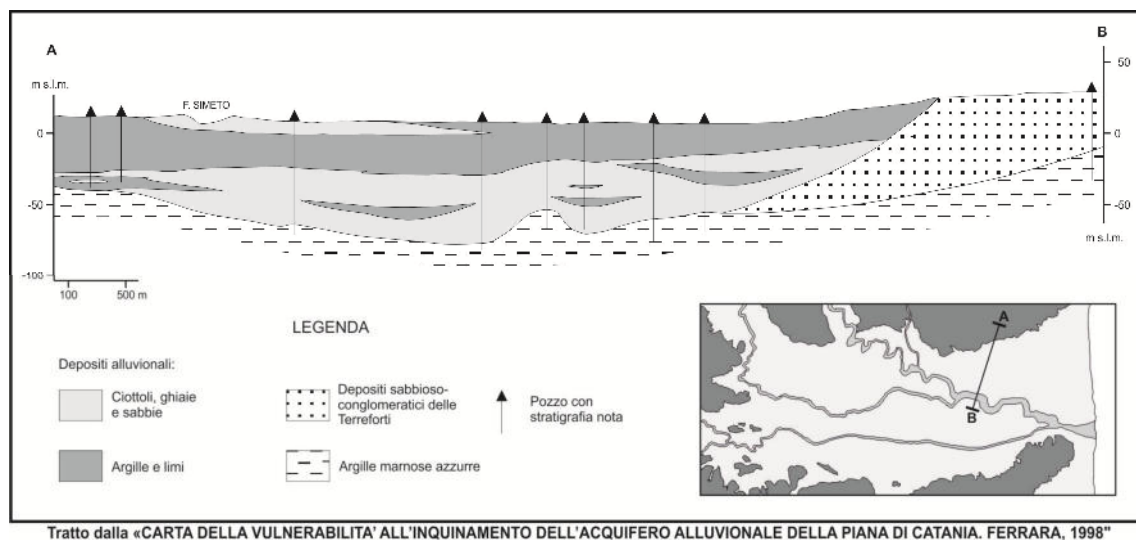 A
B
m s.l.m.
F. SIMETO
50
0
0
-50
-50
m s.l.m.
-100
100 500 m
LEGENDA
Depositi alluvionali:
Ciottoli, ghiaie
e sabbie
Argille e limi
Depositi sabbioso-
conglomeratici delle
Terreforti
Argille marnose azzurre
Pozzo con
stratigrafia nota
A
B
Tratto dalla «CARTA DELLA VULNERABILITA' ALL'INQUINAMENTO DELL'ACQUIFERO ALLUVIONALE DELLA PIANA DI CATANIA. FERRARA, 1998"